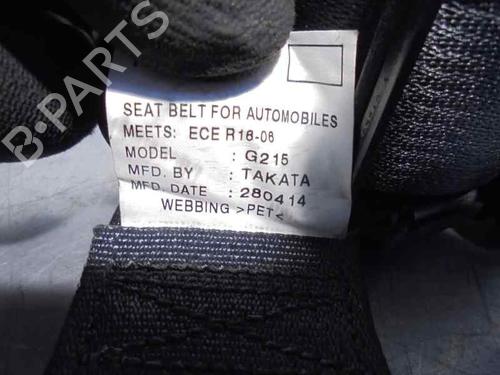 B-PARTS
SEAT BELT FOR AUTOMOBILES
MEETS: ECE R16-06
MODEL : G215
MFD. BY : TAKATA
MFD. DATE : 280414
WEBBING >PET<